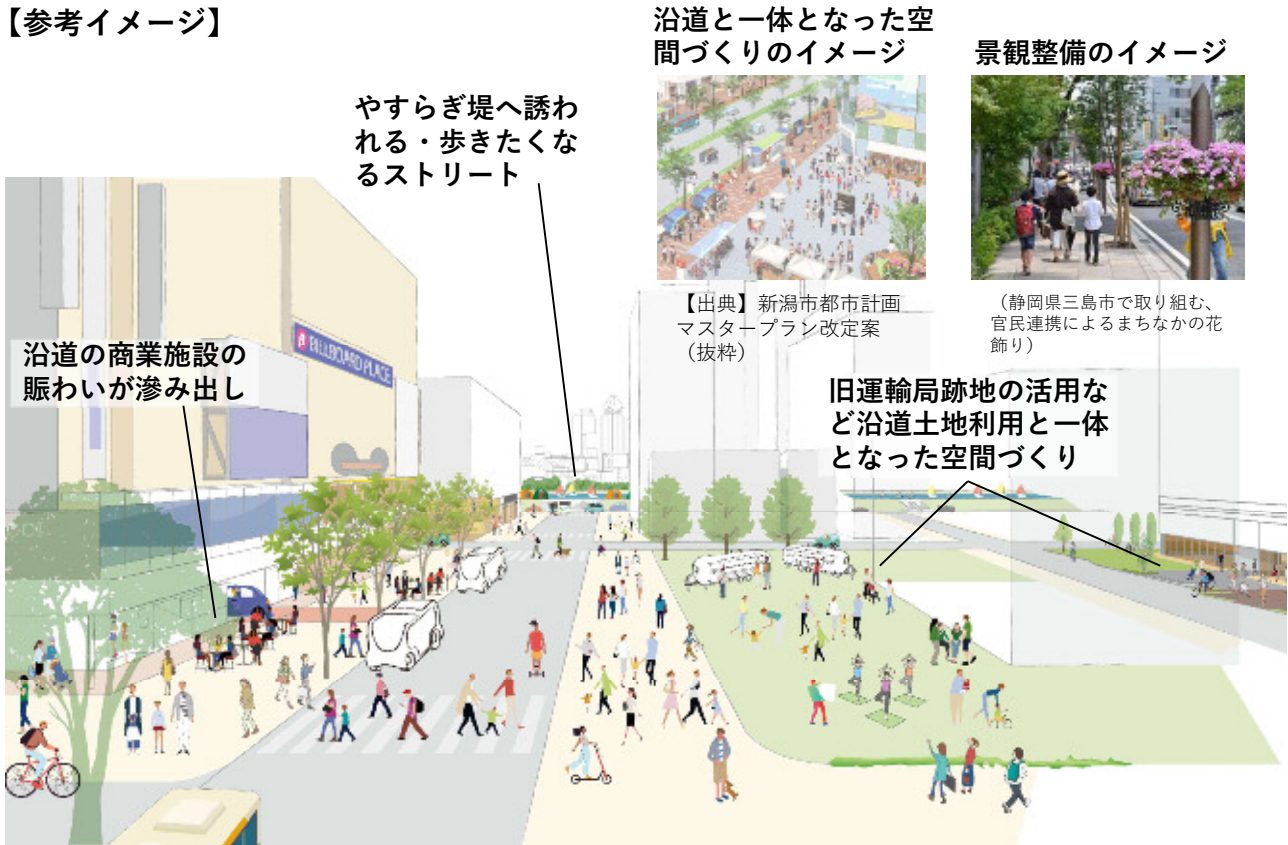 【参考イメージ】
沿道と一体となった空
間づくりのイメージ
景観整備のイメージ
やすらぎ堤へ誘わ
れる・歩きたくな
るストリート
【出典】新潟市都市計画
マスタープラン改定案
（抜粋）
（静岡県三島市で取り組む、
官民連携によるまちなかの花
飾り）
沿道の商業施設の
賑わいが滲み出し
BILLBOARD PLACE
旧運輸局跡地の活用な
ど沿道土地利用と一体
となった空間づくり